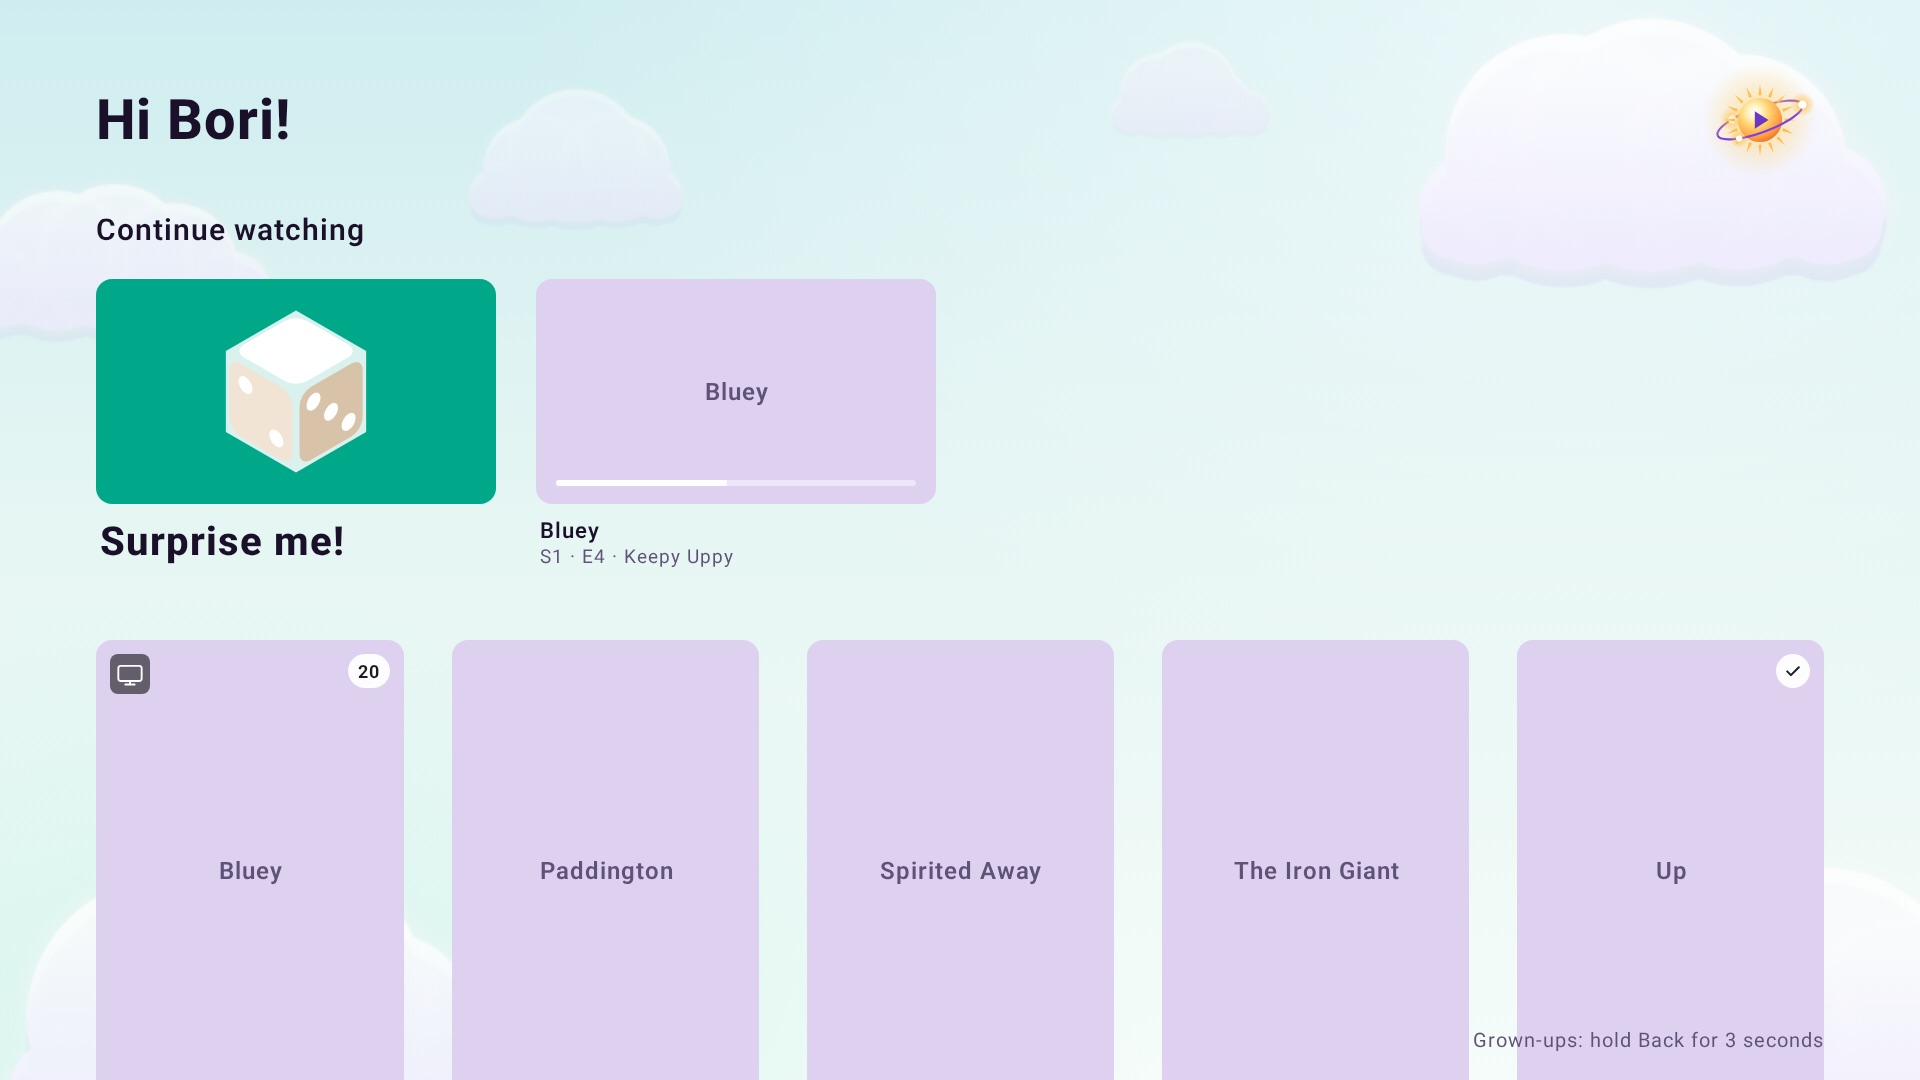 Hi Bori!
Continue watching
Bluey
Surprise me!
Bluey
S1 · E4 · Keepy Uppy
20
Bluey
Paddington
Spirited Away
The Iron Giant
Up
Grown-ups: hold Back for 3 seconds